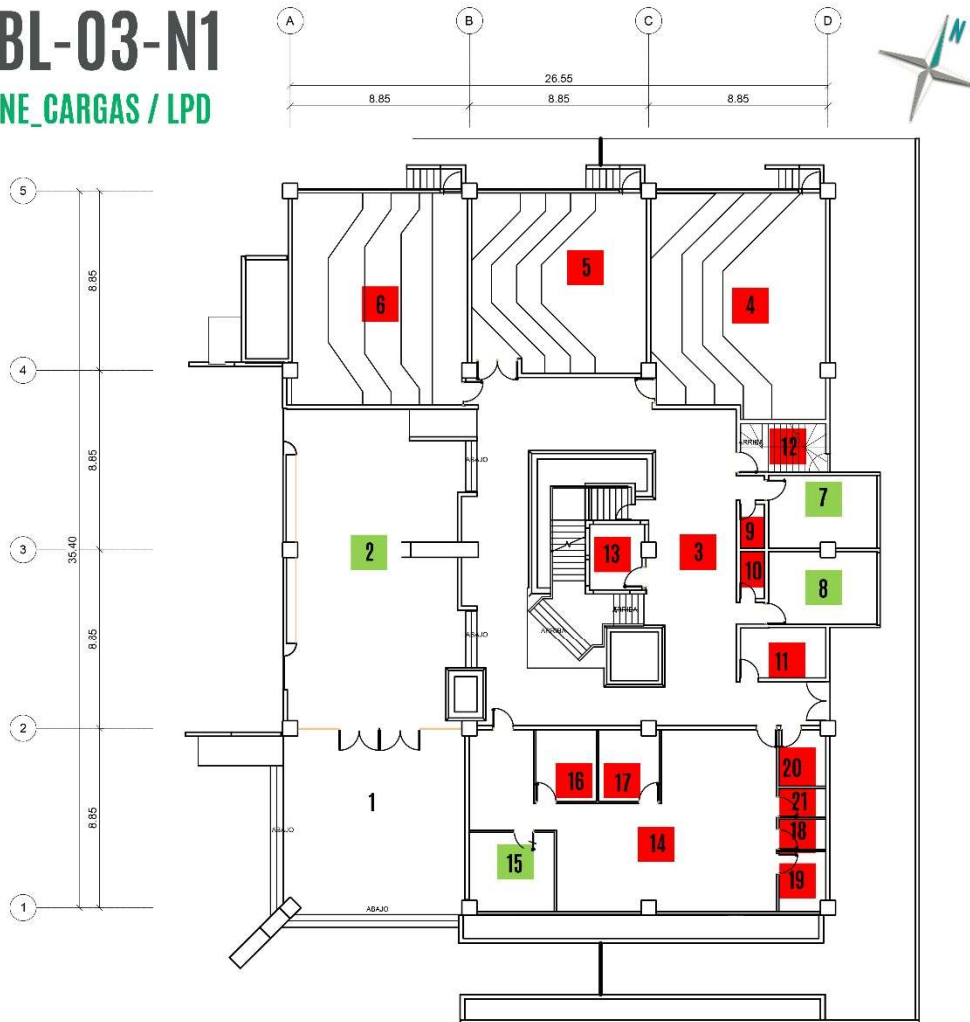 BL-03-N1
NE_CARGAS / LPD
A B C D
N
26.55
8.85 8.85 8.85
5
8.85
6
5
4
4
8.85
ARRIBA
12
ABAJO
7
3
35.40
2
13
3
9
10
8
ARRIBA
ARRIBA
8.85
ABAJO
11
2
16
17
20
21
1
8.85
ABAJO
14
18
15
19
1
ABAJO